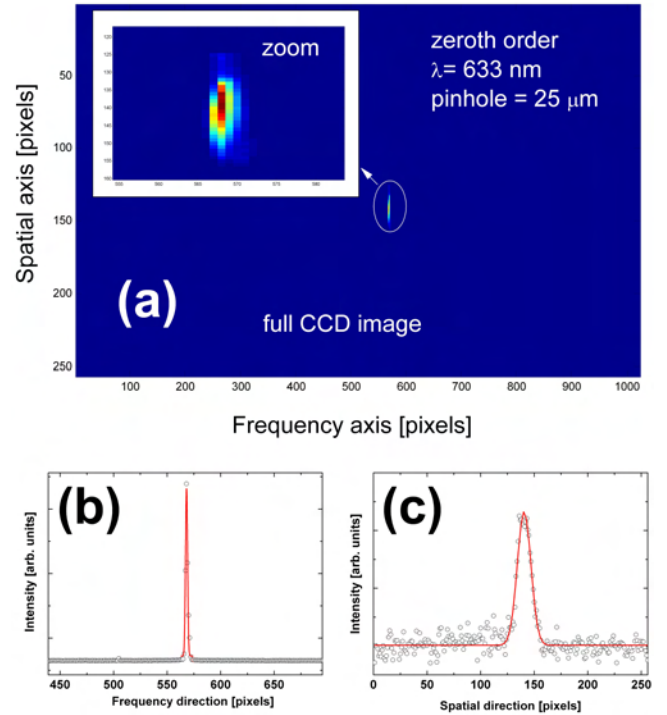 zoom
zeroth order
λ= 633 nm
pinhole = 25 μm
50
100
150
200
250
Spatial axis [pixels]
(a)
full CCD image
100 200 300 400 500 600 700 800 900 1000
Frequency axis [pixels]
(b)
Intensity [arb. units]
450 500 550 600 650
Frequency direction [pixels]
(c)
Intensity [arb. units]
0 50 100 150 200 250
Spatial direction [pixels]